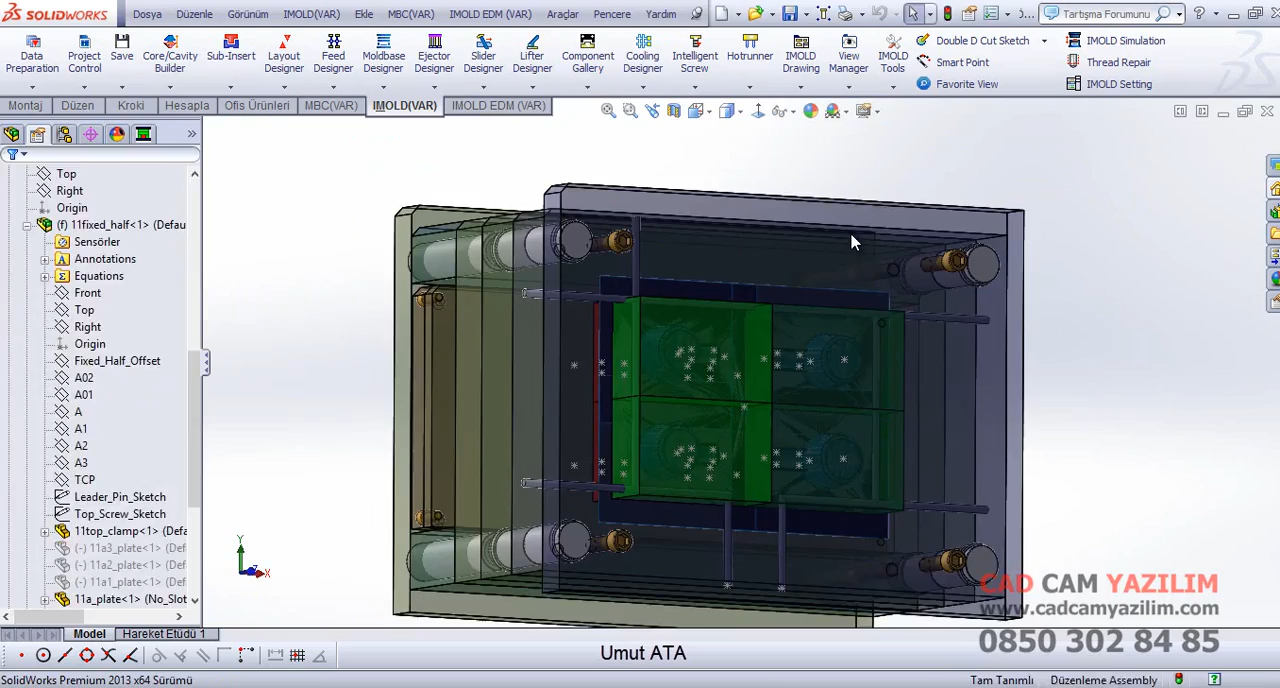 SOLIDWORKS Dosya Düzenle Görünüm IMOLD(VAR) Ekle MBC(VAR) IMOLD EDM (VAR) Araçlar Pencere Yardım Tartışma Forumunu
Data Preparation Project Control Save Core/Cavity Builder Sub-Insert Layout Designer Feed Designer Moldbase Designer Ejector Designer Slider Designer Lifter Designer Component Gallery Cooling Designer Intelligent Screw Hotrunner IMOLD Drawing View Manager IMOLD Tools
Double D Cut Sketch IMOLD Simulation
Smart Point Thread Repair
Favorite View IMOLD Setting
Montaj Düzen Kroki Hesapla Ofis Ürünleri MBC(VAR) IMOLD(VAR) IMOLD EDM (VAR)
Top
Right
Origin
(f) 11fixed_half<1> (Defau
Sensörler
Annotations
Equations
Front
Top
Right
Origin
Fixed_Half_Offset
A02
A01
A
A1
A2
A3
TCP
Leader_Pin_Sketch
Top_Screw_Sketch
11top_clamp<1> (Defa
(-) 11a3_plate<1> (Def
(-) 11a2_plate<1> (Def
(-) 11a1_plate<1> (Def
11a_plate<1> (No_Slot
Y
X
CAD CAM YAZILIM
www.cadcamyazilim.com
0850 302 84 85
Model Hareket Etüdü 1
Umut ATA
SolidWorks Premium 2013 x64 Sürümü Tam Tanımlı Düzenleme Assembly